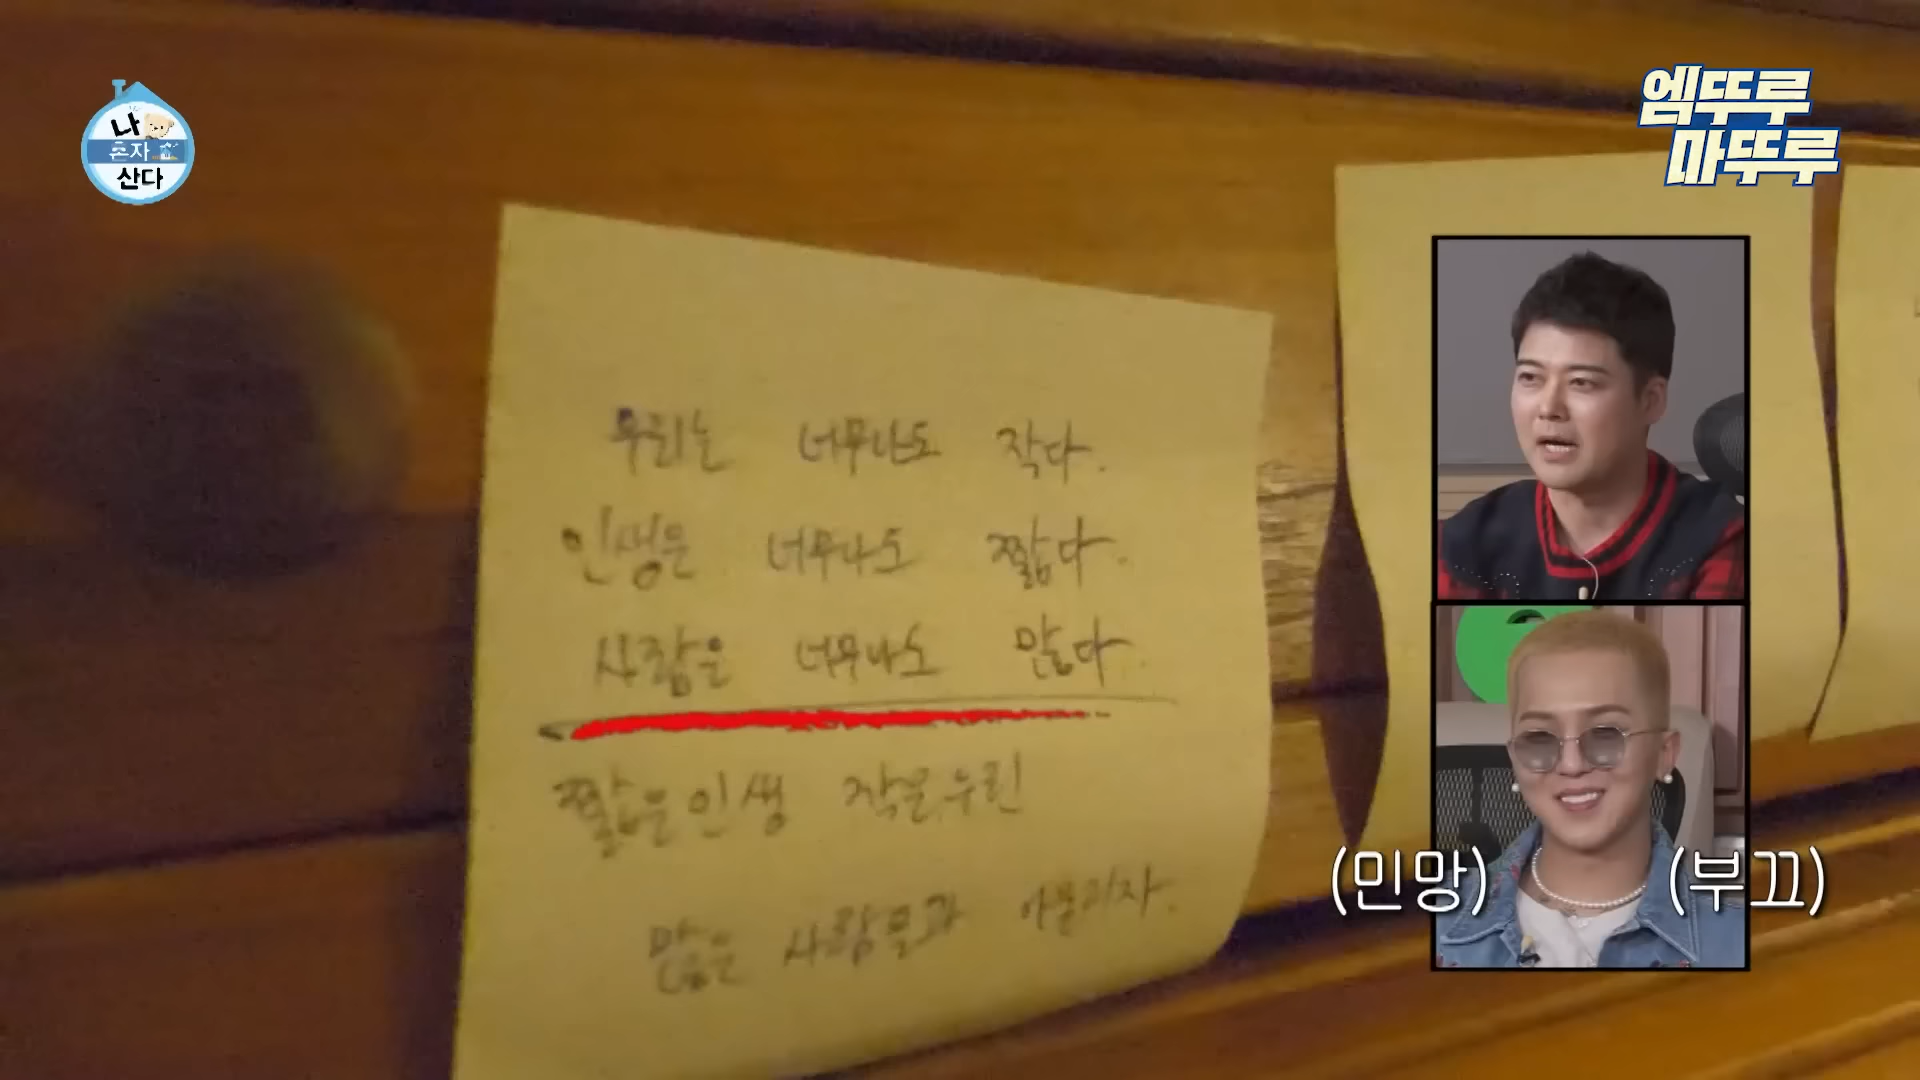 나
혼자
산다
엠뚜루
마뚜루
우리는 너무나도 작다.
인생은 너무나도 짧다.
사람은 너무나도 많다.
짧은 인생 작은 우린
많은 사람들과 어울리자.
(민망) (부끄)